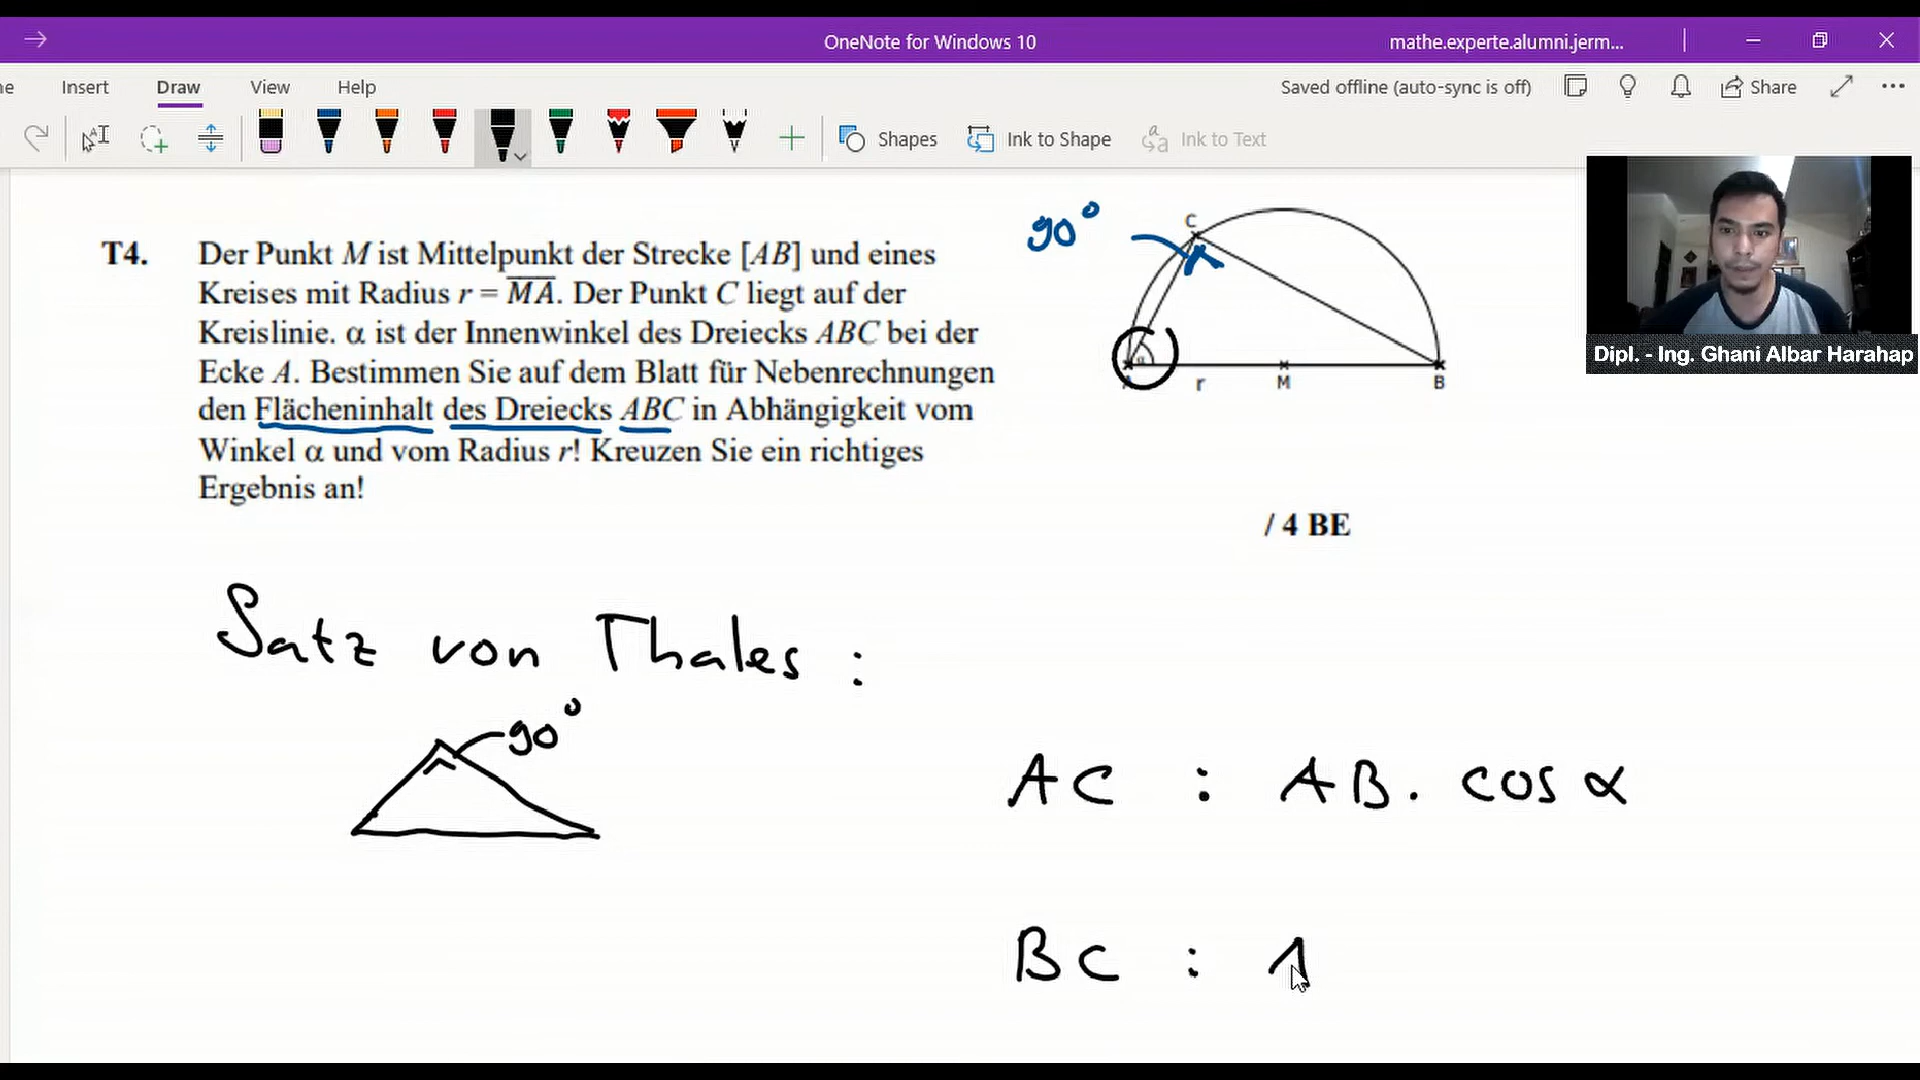 OneNote for Windows 10
mathe.experte.alumni.jerm...
Insert Draw View Help
Saved offline (auto-sync is off) Share
Shapes Ink to Shape Ink to Text
T4. Der Punkt M ist Mittelpunkt der Strecke [AB] und eines
Kreises mit Radius r = MA. Der Punkt C liegt auf der
Kreislinie. α ist der Innenwinkel des Dreiecks ABC bei der
Ecke A. Bestimmen Sie auf dem Blatt für Nebenrechnungen
den Flächeninhalt des Dreiecks ABC in Abhängigkeit vom
Winkel α und vom Radius r! Kreuzen Sie ein richtiges
Ergebnis an!
90°
C
α
A r M B
/ 4 BE
Dipl. - Ing. Ghani Albar Harahap
Satz von Thales :
90°
AC : AB. cos α
BC :